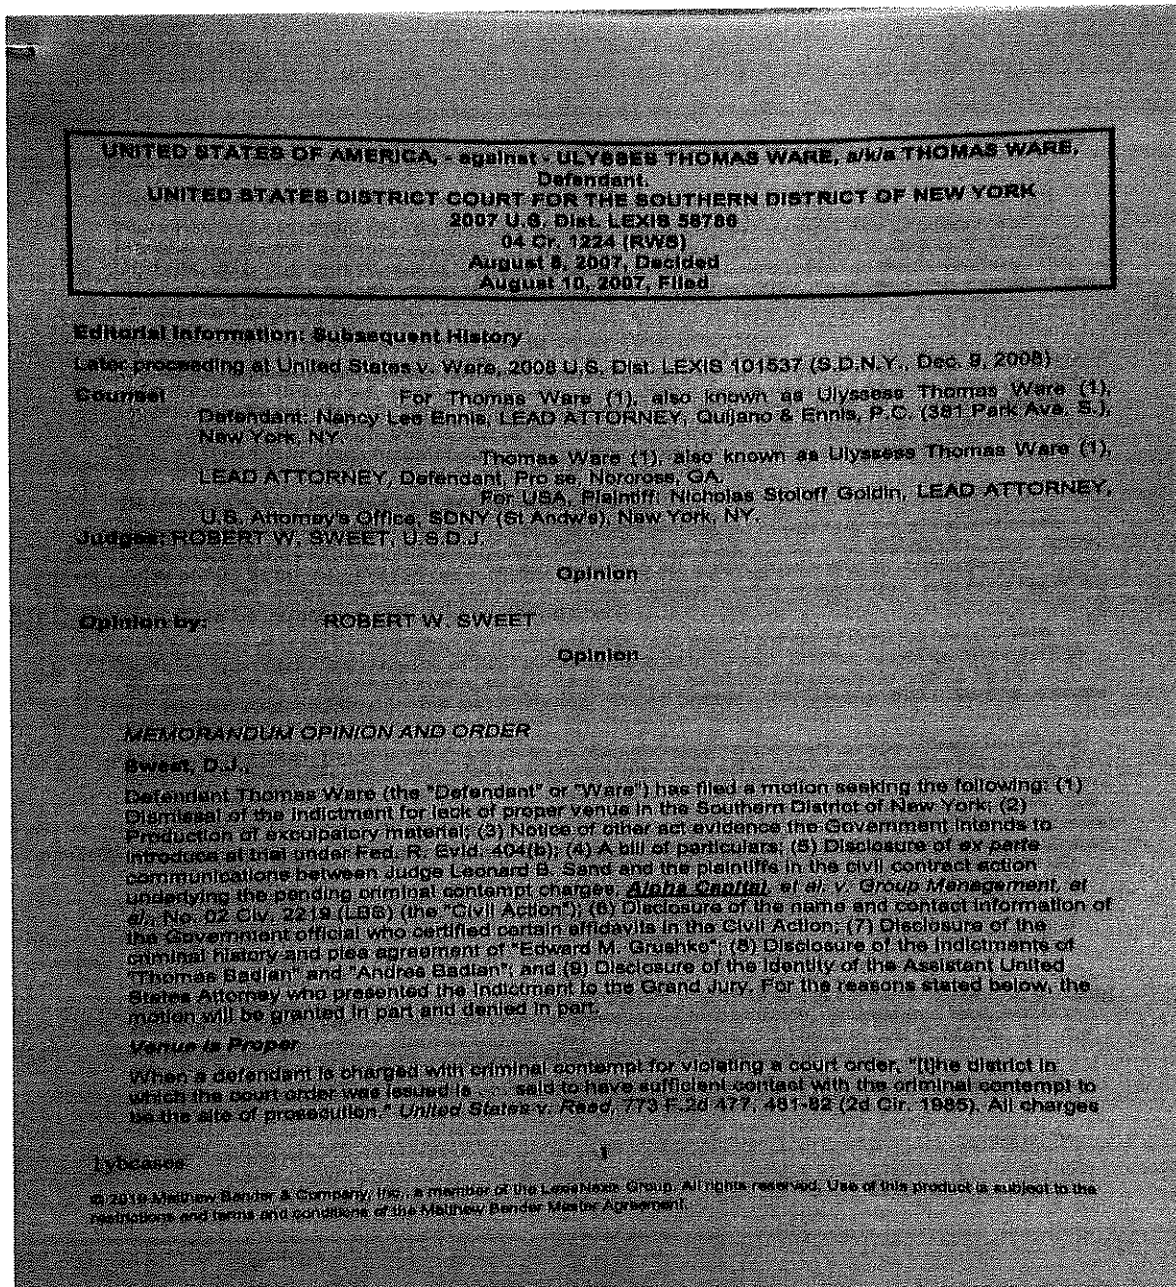 UNITED STATES OF AMERICA, - against - ULYSSES THOMAS WARE, a/k/a THOMAS WARE,
Defendant.
UNITED STATES DISTRICT COURT FOR THE SOUTHERN DISTRICT OF NEW YORK
2007 U.S. Dist. LEXIS 58786
04 Cr. 1224 (RWS)
August 8, 2007, Decided
August 10, 2007, Filed
Editorial Information: Subsequent History
Later proceeding at United States v. Ware, 2008 U.S. Dist. LEXIS 101537 (S.D.N.Y., Dec. 9, 2008)
Counsel For Thomas Ware (1), also known as Ulyssess Thomas Ware (1),
Defendant: Nancy Lee Ennis, LEAD ATTORNEY, Quijano & Ennis, P.C. (381 Park Ave. S.),
New York, NY.
Thomas Ware (1), also known as Ulyssess Thomas Ware (1),
LEAD ATTORNEY, Defendant, Pro se, Norcross, GA.
For USA, Plaintiff: Nicholas Stoloff Goldin, LEAD ATTORNEY,
U.S. Attorney's Office, SDNY (St Andw's), New York, NY.
Judges: ROBERT W. SWEET, U.S.D.J.
Opinion
Opinion by: ROBERT W. SWEET
Opinion
MEMORANDUM OPINION AND ORDER
Sweet, D.J.,
Defendant Thomas Ware (the "Defendant" or "Ware") has filed a motion seeking the following: (1)
Dismissal of the indictment for lack of proper venue in the Southern District of New York; (2)
Production of exculpatory material; (3) Notice of other act evidence the Government intends to
introduce at trial under Fed. R. Evid. 404(b); (4) A bill of particulars; (5) Disclosure of ex parte
communications between Judge Leonard B. Sand and the plaintiffs in the civil contract action
underlying the pending criminal contempt charges, Alpha Capital, et al. v. Group Management, et
al., No. 02 Civ. 2219 (LBS) (the "Civil Action"); (6) Disclosure of the name and contact information of
the Government official who certified certain affidavits in the Civil Action; (7) Disclosure of the
criminal history and plea agreement of "Edward M. Grushko"; (8) Disclosure of the indictments of
"Thomas Badian" and "Andres Badian"; and (9) Disclosure of the identity of the Assistant United
States Attorney who presented the Indictment to the Grand Jury. For the reasons stated below, the
motion will be granted in part and denied in part.
Venue is Proper
When a defendant is charged with criminal contempt for violating a court order, "[t]he district in
which the court order was issued is . . . said to have sufficient contact with the criminal contempt to
be the site of prosecution." United States v. Reed, 773 F.2d 477, 481-82 (2d Cir. 1985). All charges
1ybcases 1
© 2019 Matthew Bender & Company, Inc., a member of the LexisNexis Group. All rights reserved. Use of this product is subject to the
restrictions and terms and conditions of the Matthew Bender Master Agreement.